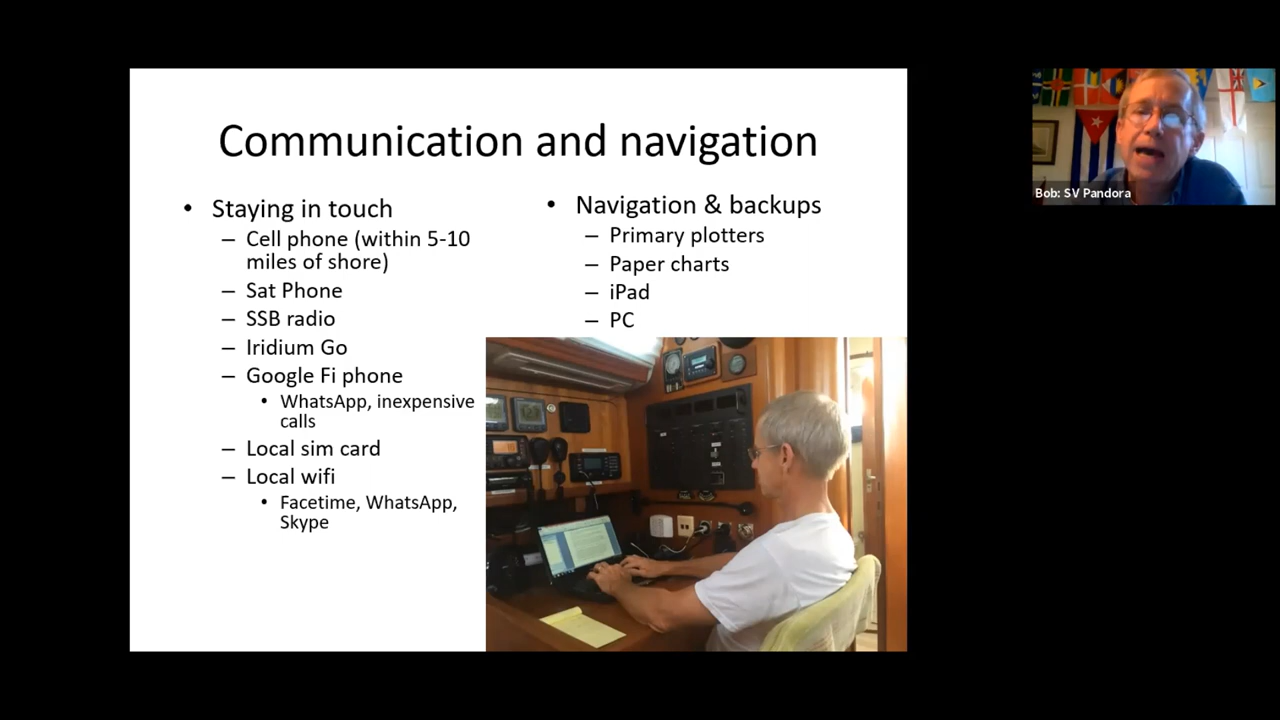 Communication and navigation
• Staying in touch
– Cell phone (within 5-10
miles of shore)
– Sat Phone
– SSB radio
– Iridium Go
– Google Fi phone
• WhatsApp, inexpensive
calls
– Local sim card
– Local wifi
• Facetime, WhatsApp,
Skype
• Navigation & backups
– Primary plotters
– Paper charts
– iPad
– PC
Bob: SV Pandora